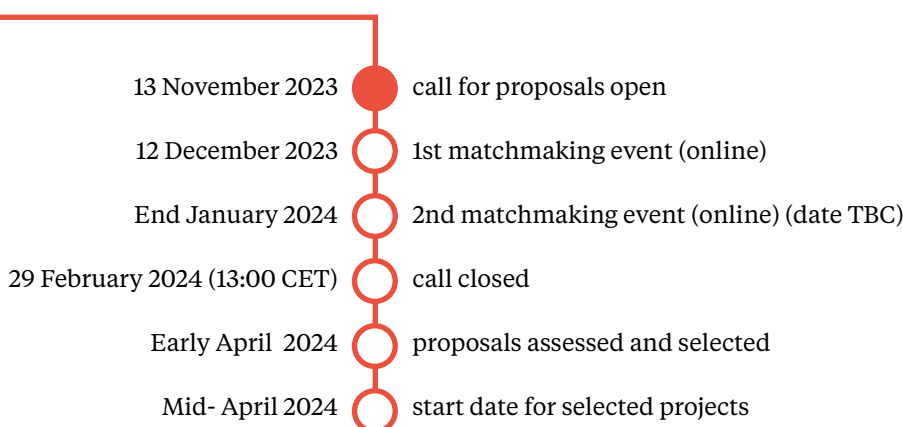 13 November 2023 call for proposals open
12 December 2023 1st matchmaking event (online)
End January 2024 2nd matchmaking event (online) (date TBC)
29 February 2024 (13:00 CET) call closed
Early April 2024 proposals assessed and selected
Mid- April 2024 start date for selected projects